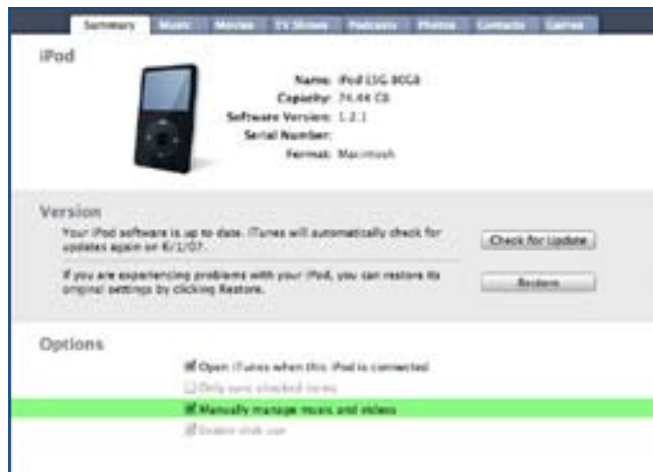 Summary Music Movies TV Shows Podcasts Photos Contacts Games
iPod
Name: iPod
Capacity: 74.44 GB
Software Version: 1.2.1
Serial Number:
Format: Macintosh
Version
Your iPod software is up to date. iTunes will automatically check for
updates again on 6/1/07.
Check for Update
If you are experiencing problems with your iPod, you can restore its
original settings by clicking Restore.
Restore
Options
Open iTunes when this iPod is connected
Only sync checked items
Manually manage music and videos
Enable disk use